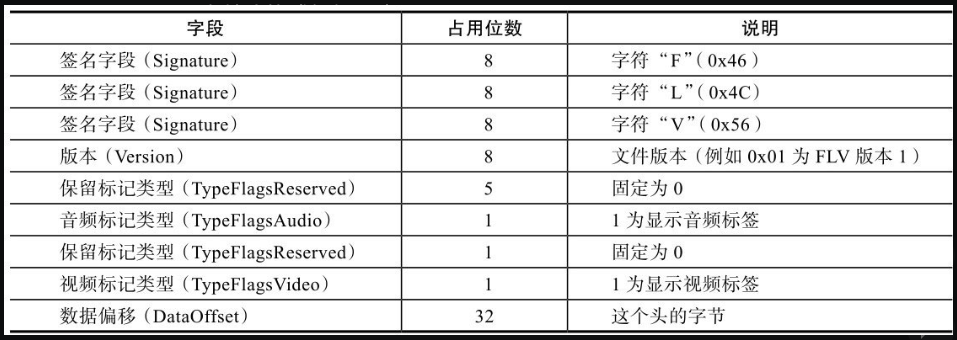 字段 占用位数 说明
签名字段（Signature） 8 字符“F”（0x46）
签名字段（Signature） 8 字符“L”（0x4C）
签名字段（Signature） 8 字符“V”（0x56）
版本（Version） 8 文件版本（例如 0x01 为 FLV 版本 1）
保留标记类型（TypeFlagsReserved） 5 固定为 0
音频标记类型（TypeFlagsAudio） 1 1 为显示音频标签
保留标记类型（TypeFlagsReserved） 1 固定为 0
视频标记类型（TypeFlagsVideo） 1 1 为显示视频标签
数据偏移（DataOffset） 32 这个头的字节